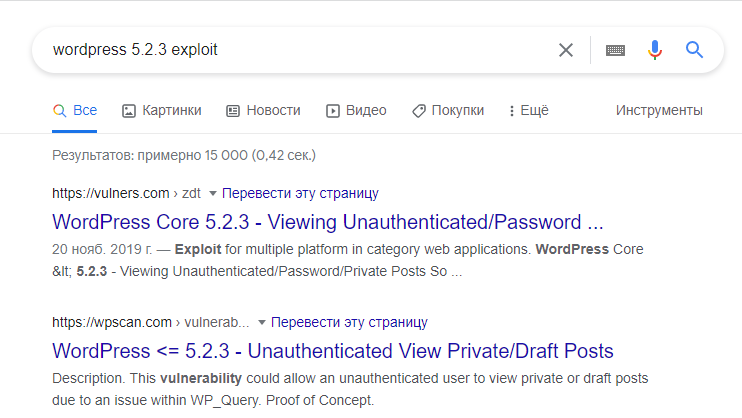 wordpress 5.2.3 exploit
Все Картинки Новости Видео Покупки Ещё Инструменты
Результатов: примерно 15 000 (0,42 сек.)
https://vulners.com › zdt Перевести эту страницу
WordPress Core 5.2.3 - Viewing Unauthenticated/Password ...
20 нояб. 2019 г. — Exploit for multiple platform in category web applications. WordPress Core
&lt; 5.2.3 - Viewing Unauthenticated/Password/Private Posts So ...
https://wpscan.com › vulnerab... Перевести эту страницу
WordPress <= 5.2.3 - Unauthenticated View Private/Draft Posts
Description. This vulnerability could allow an unauthenticated user to view private or draft posts
due to an issue within WP_Query. Proof of Concept.